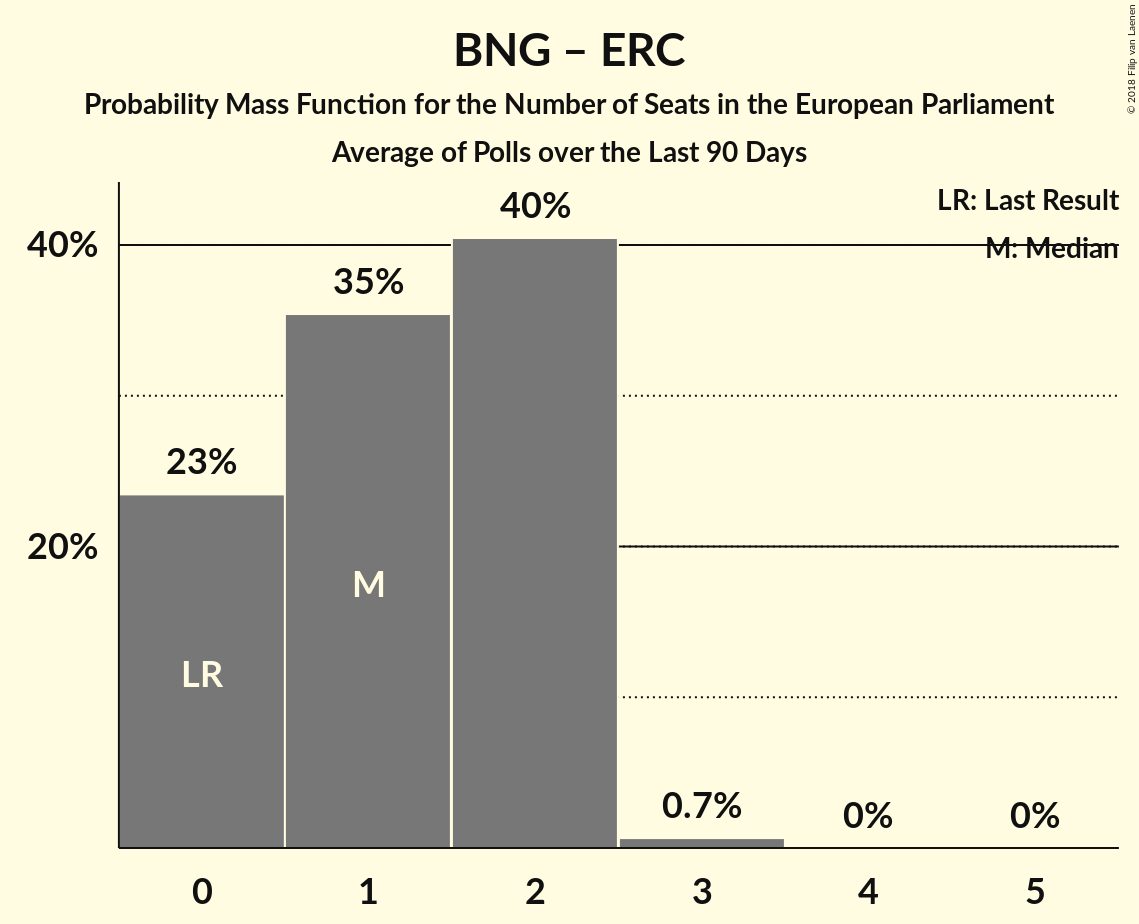 BNG – ERC
Probability Mass Function for the Number of Seats in the European Parliament
Average of Polls over the Last 90 Days
© 2018 Filip van Laenen
LR: Last Result
M: Median
40%
20%
23%
35%
40%
0.7%
0%
0%
LR
M
0
1
2
3
4
5